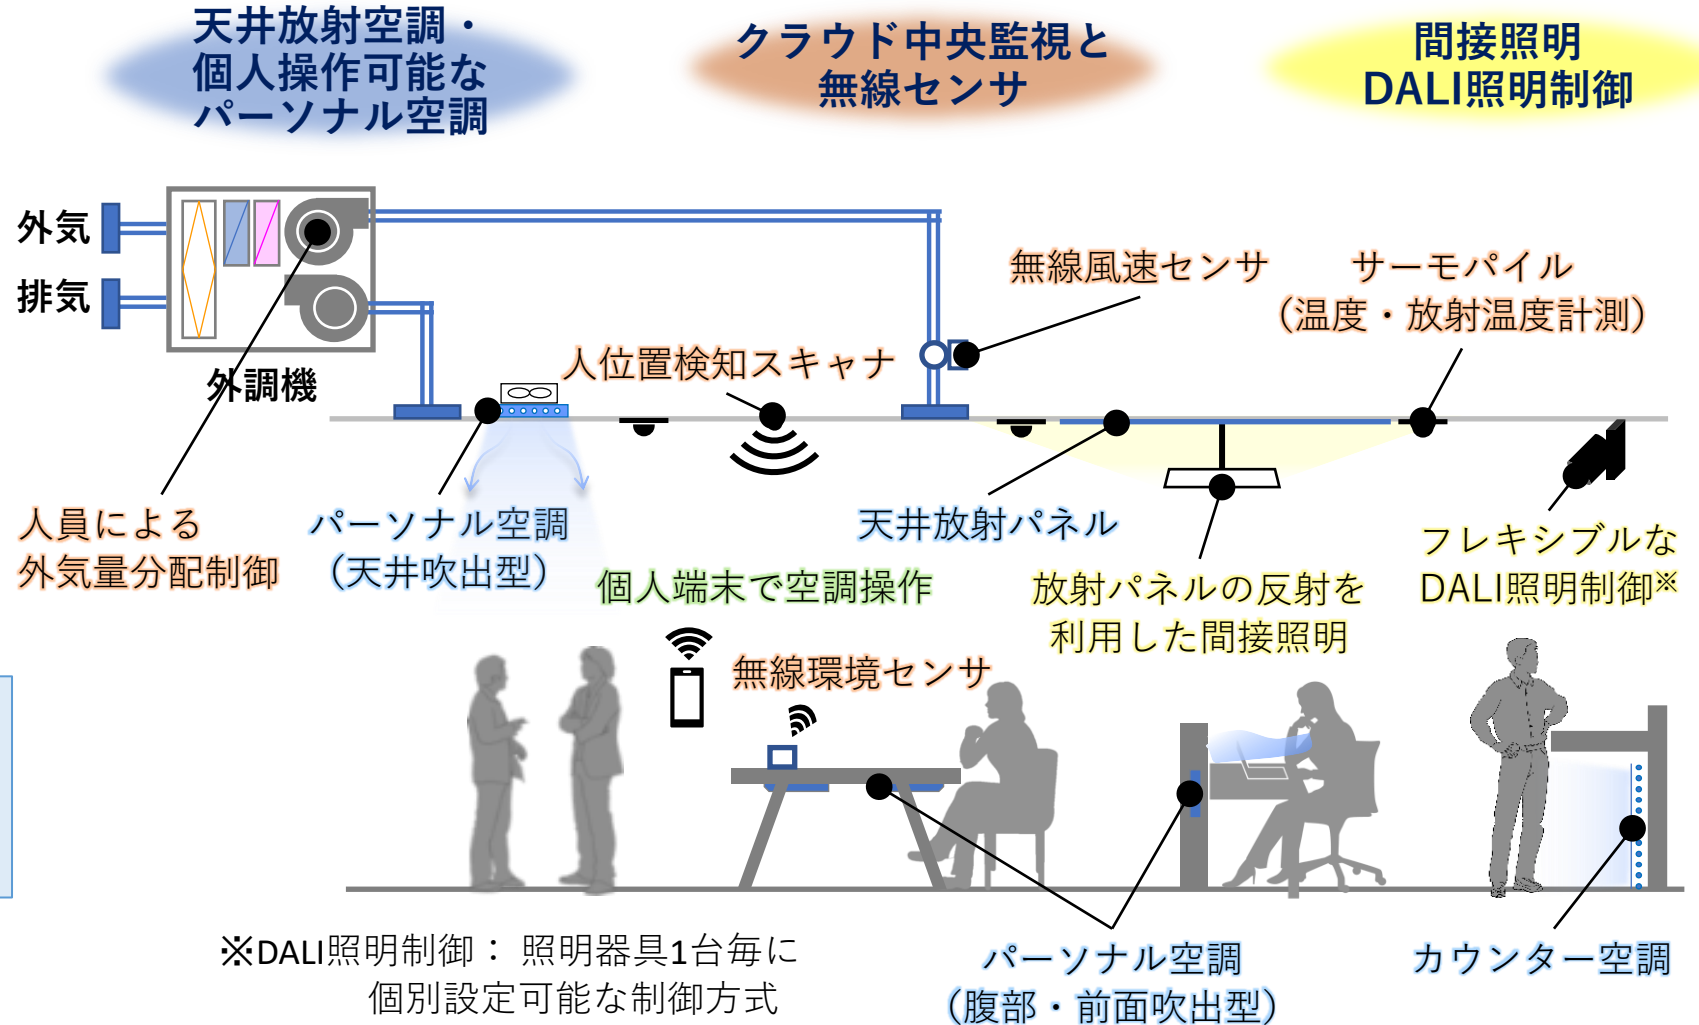 天井放射空調・
個人操作可能な
パーソナル空調
クラウド中央監視と
無線センサ
間接照明
DALI照明制御
外気
排気
外調機
無線風速センサ
サーモパイル
（温度・放射温度計測）
人位置検知スキャナ
人員による
外気量分配制御
パーソナル空調
（天井吹出型）
天井放射パネル
フレキシブルな
DALI照明制御※
個人端末で空調操作
放射パネルの反射を
利用した間接照明
無線環境センサ
※DALI照明制御： 照明器具1台毎に
個別設定可能な制御方式
パーソナル空調
（腹部・前面吹出型）
カウンター空調